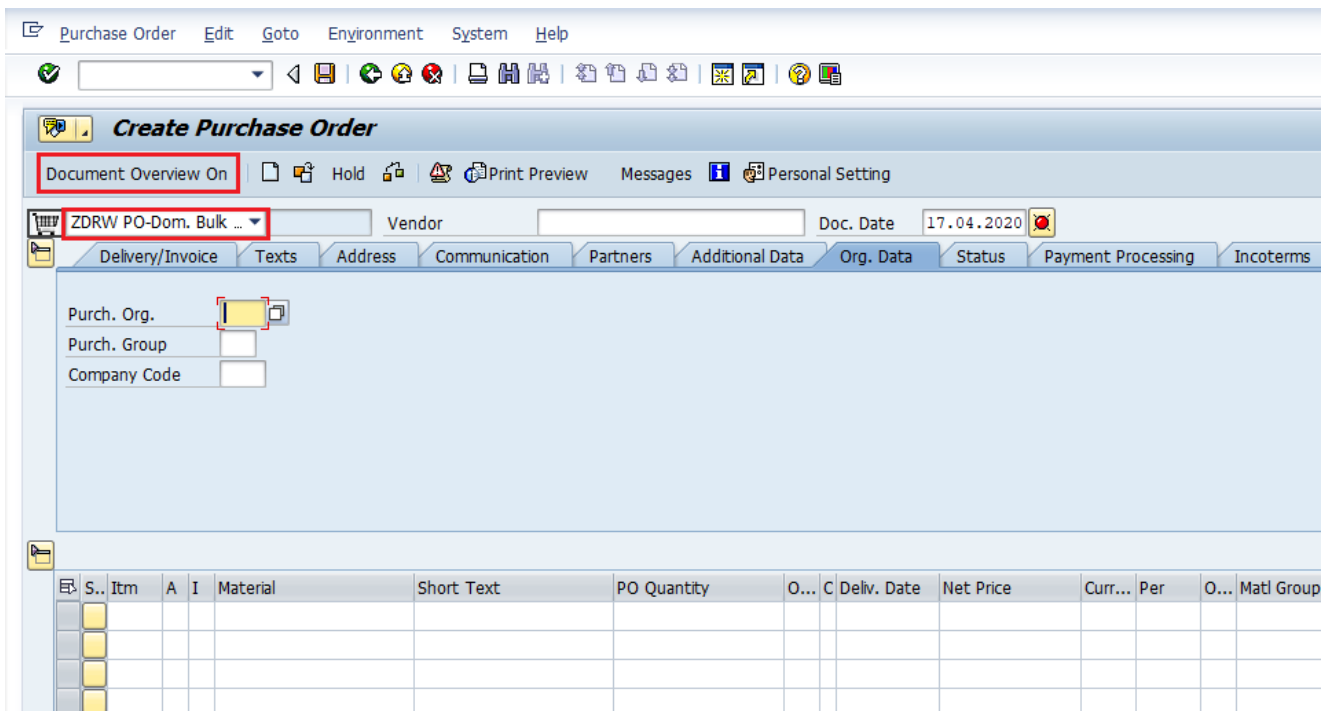 Purchase Order Edit Goto Environment System Help
Create Purchase Order
Document Overview On Hold Print Preview Messages Personal Setting
ZDRW PO-Dom. Bulk ... Vendor Doc. Date 17.04.2020
Delivery/Invoice Texts Address Communication Partners Additional Data Org. Data Status Payment Processing Incoterms
Purch. Org.
Purch. Group
Company Code
S.. Itm A I Material Short Text PO Quantity O... C Deliv. Date Net Price Curr... Per O... Matl Group